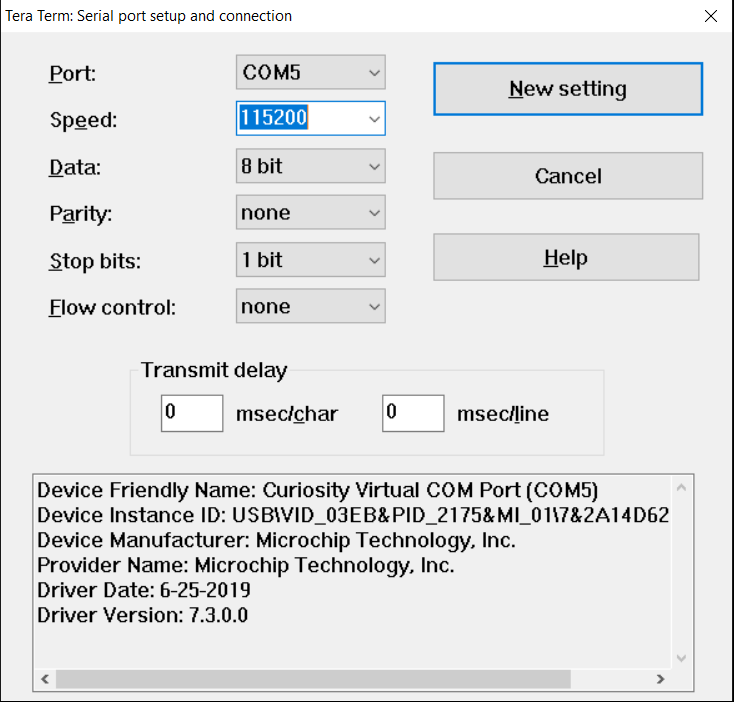 Tera Term: Serial port setup and connection
Port: COM5
New setting
Speed: 115200
Data: 8 bit
Cancel
Parity: none
Stop bits: 1 bit
Help
Flow control: none
Transmit delay
0 msec/char 0 msec/line
Device Friendly Name: Curiosity Virtual COM Port (COM5)
Device Instance ID: USB\VID_03EB&PID_2175&MI_01\7&2A14D62
Device Manufacturer: Microchip Technology, Inc.
Provider Name: Microchip Technology, Inc.
Driver Date: 6-25-2019
Driver Version: 7.3.0.0